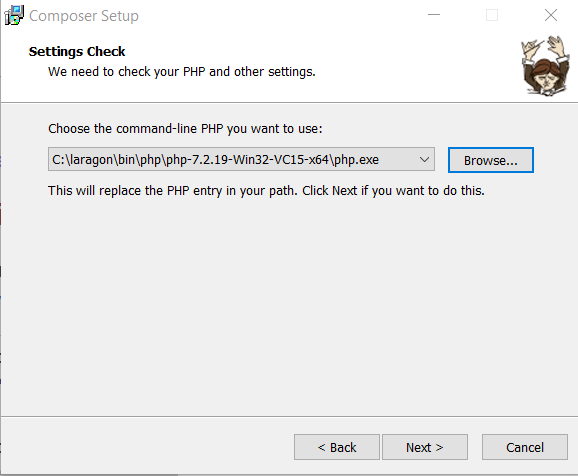 Composer Setup
Settings Check
We need to check your PHP and other settings.
Choose the command-line PHP you want to use:
C:\laragon\bin\php\php-7.2.19-Win32-VC15-x64\php.exe
Browse...
This will replace the PHP entry in your path. Click Next if you want to do this.
< Back
Next >
Cancel